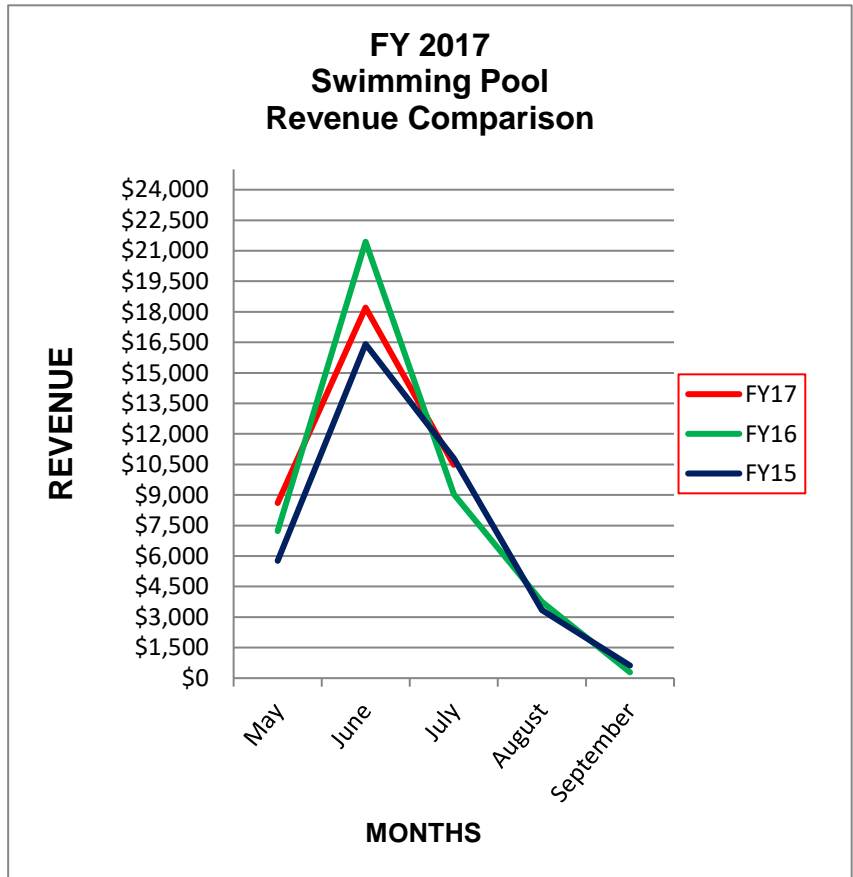 FY 2017
Swimming Pool
Revenue Comparison
$24,000
$22,500
$21,000
$19,500
$18,000
$16,500
$15,000
$13,500
$12,000
$10,500
$9,000
$7,500
$6,000
$4,500
$3,000
$1,500
$0
REVENUE
FY17
FY16
FY15
May
June
July
August
September
MONTHS